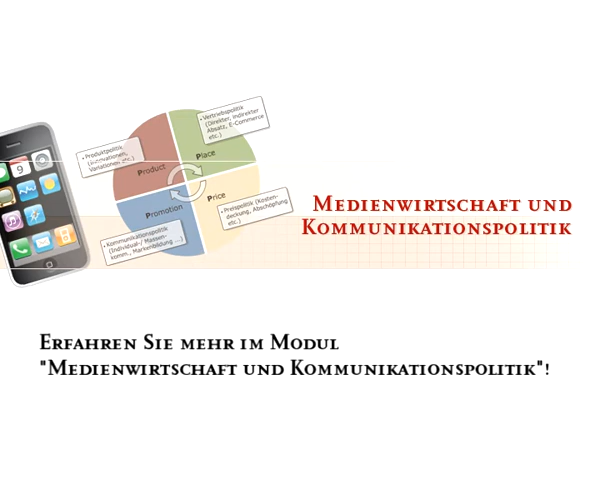 • Vertriebspolitik
(Direkter, indirekter
Absatz, E-Commerce
etc.)
• Produktpolitik
(Innovationen,
Variationen etc.)
Place
Product
9
Price
Promotion
• Preispolitik (Kosten-
deckung, Abschöpfung
etc.)
• Kommunikationspolitik
(Individual-/ Massen-
komm., Markenbildung ...)
Medienwirtschaft und
Kommunikationspolitik
Erfahren Sie mehr im Modul
"Medienwirtschaft und Kommunikationspolitik"!